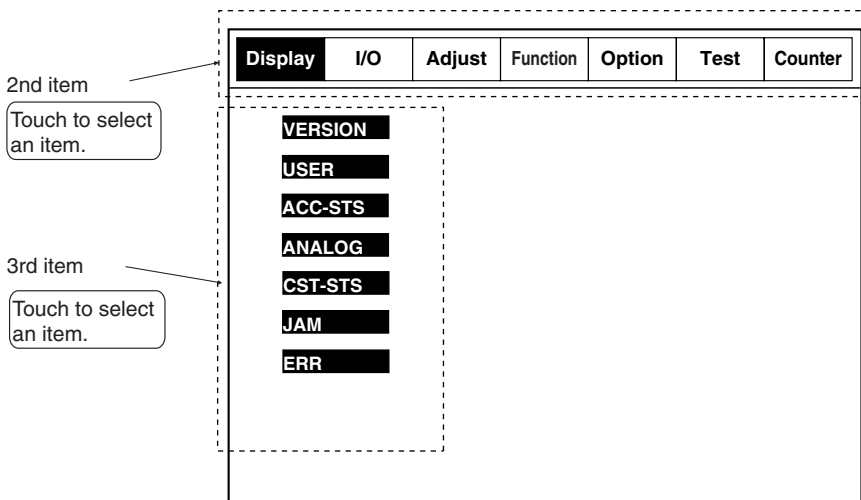 Display I/O Adjust Function Option Test Counter
2nd item
Touch to select
an item.
VERSION
USER
ACC-STS
ANALOG
CST-STS
JAM
ERR
3rd item
Touch to select
an item.